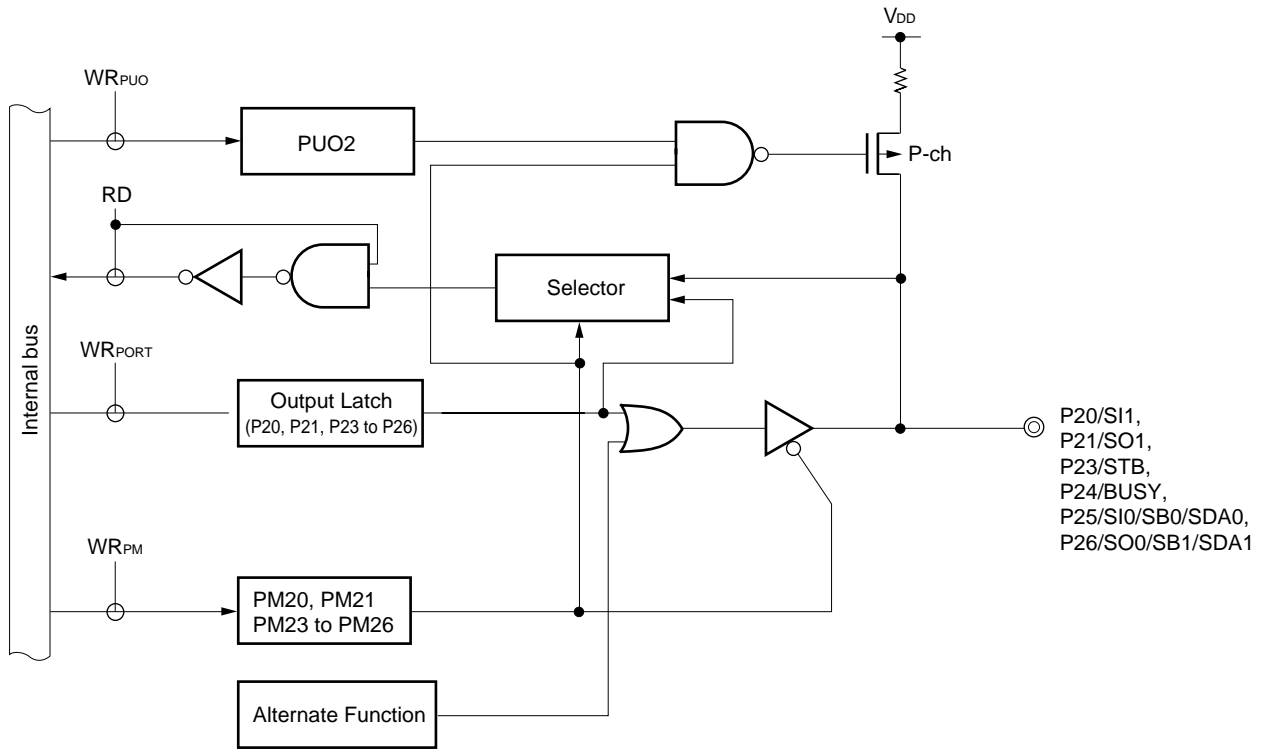 VDD
WRPUO
PUO2
P-ch
RD
Selector
Internal bus
WRPORT
Output Latch
(P20, P21, P23 to P26)
P20/SI1,
P21/SO1,
P23/STB,
P24/BUSY,
P25/SI0/SB0/SDA0,
P26/SO0/SB1/SDA1
WRPM
PM20, PM21
PM23 to PM26
Alternate Function